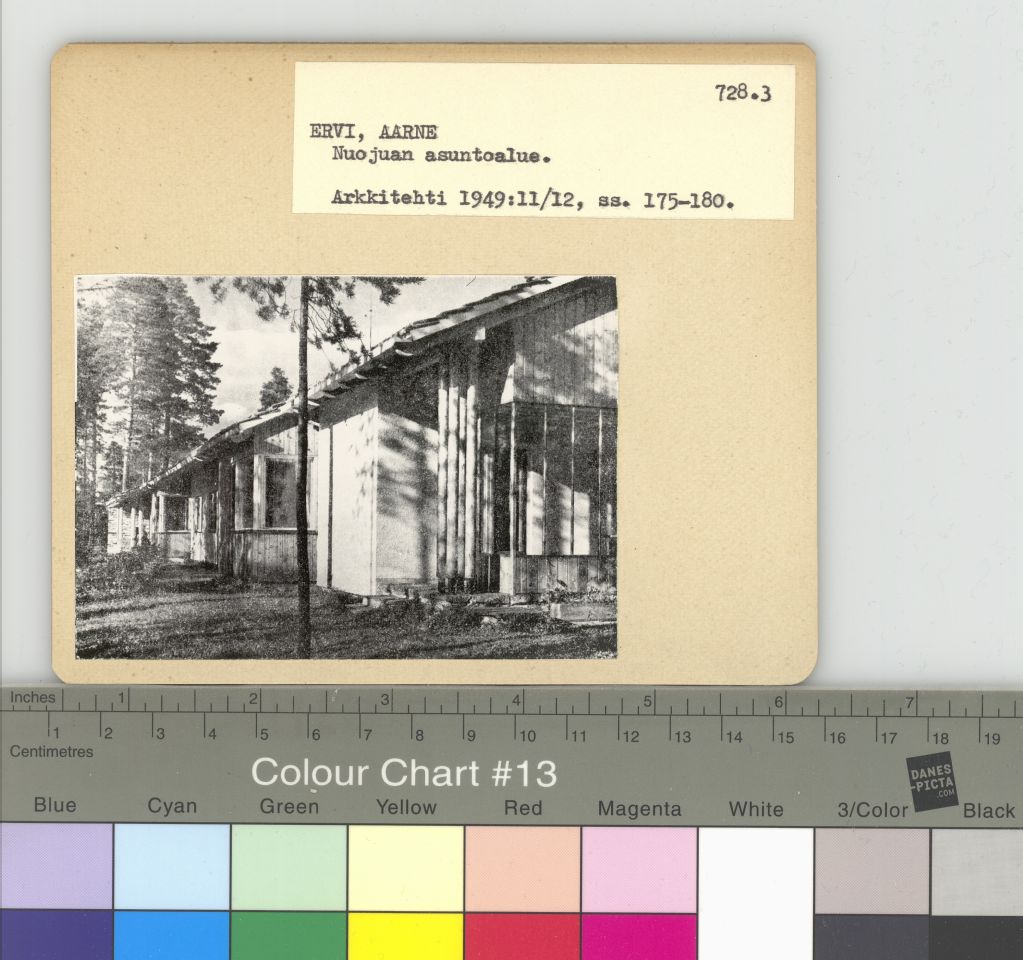 728.3
ERVI, AARNE
Nuojuan asuntoalue.
Arkkitehti 1949:11/12, ss. 175-180.
Inches 1 2 3 4 5 6 7
1 2 3 4 5 6 7 8 9 10 11 12 13 14 15 16 17 18 19
Centimetres
Colour Chart #13
DANES
-PICTA
.COM
Blue Cyan Green Yellow Red Magenta White 3/Color Black